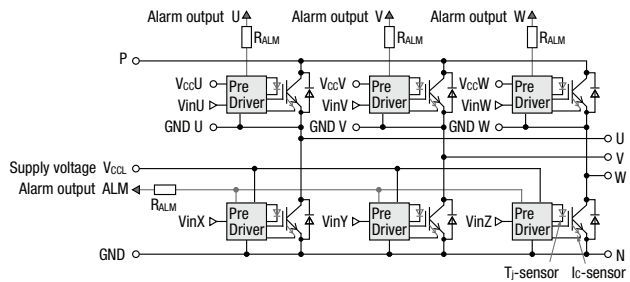 Alarm output U
Alarm output V
Alarm output W
RALM
RALM
RALM
P
VccU
Pre Driver
VccV
Pre Driver
VccW
Pre Driver
VinU
VinV
VinW
GND U
GND V
GND W
U
V
W
Supply voltage VCCL
Alarm output ALM
RALM
VinX
Pre Driver
VinY
Pre Driver
VinZ
Pre Driver
GND
N
Tj-sensor
Ic-sensor